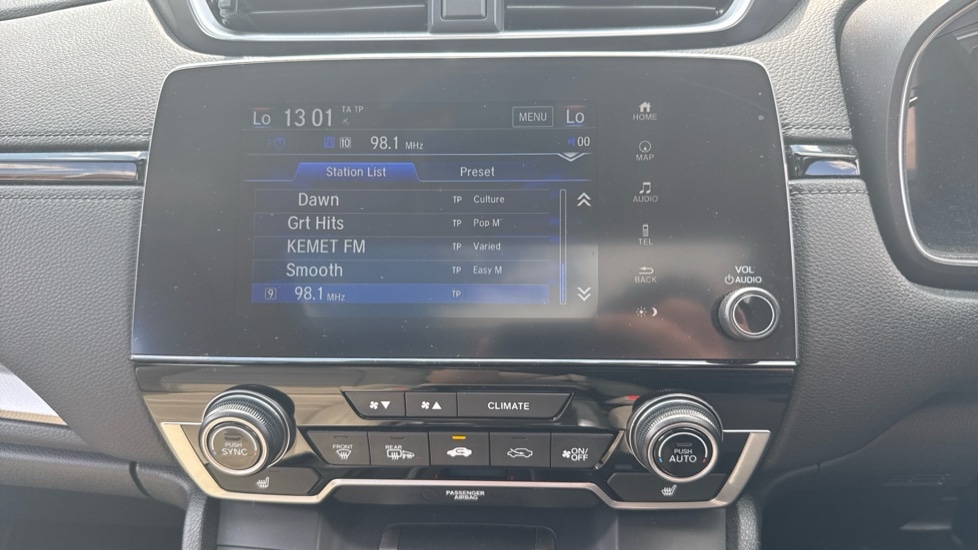 Lo 13 01 TA TP MENU Lo
10 98.1 MHz 00
Station List Preset
Dawn TP Culture
Grt Hits TP Pop M
KEMET FM TP Varied
Smooth TP Easy M
9 98.1 MHz TP
HOME
MAP
AUDIO
TEL
BACK
VOL
AUDIO
CLIMATE
PUSH
SYNC
FRONT
REAR
ON/
OFF
PUSH
AUTO
PASSENGER
AIRBAG